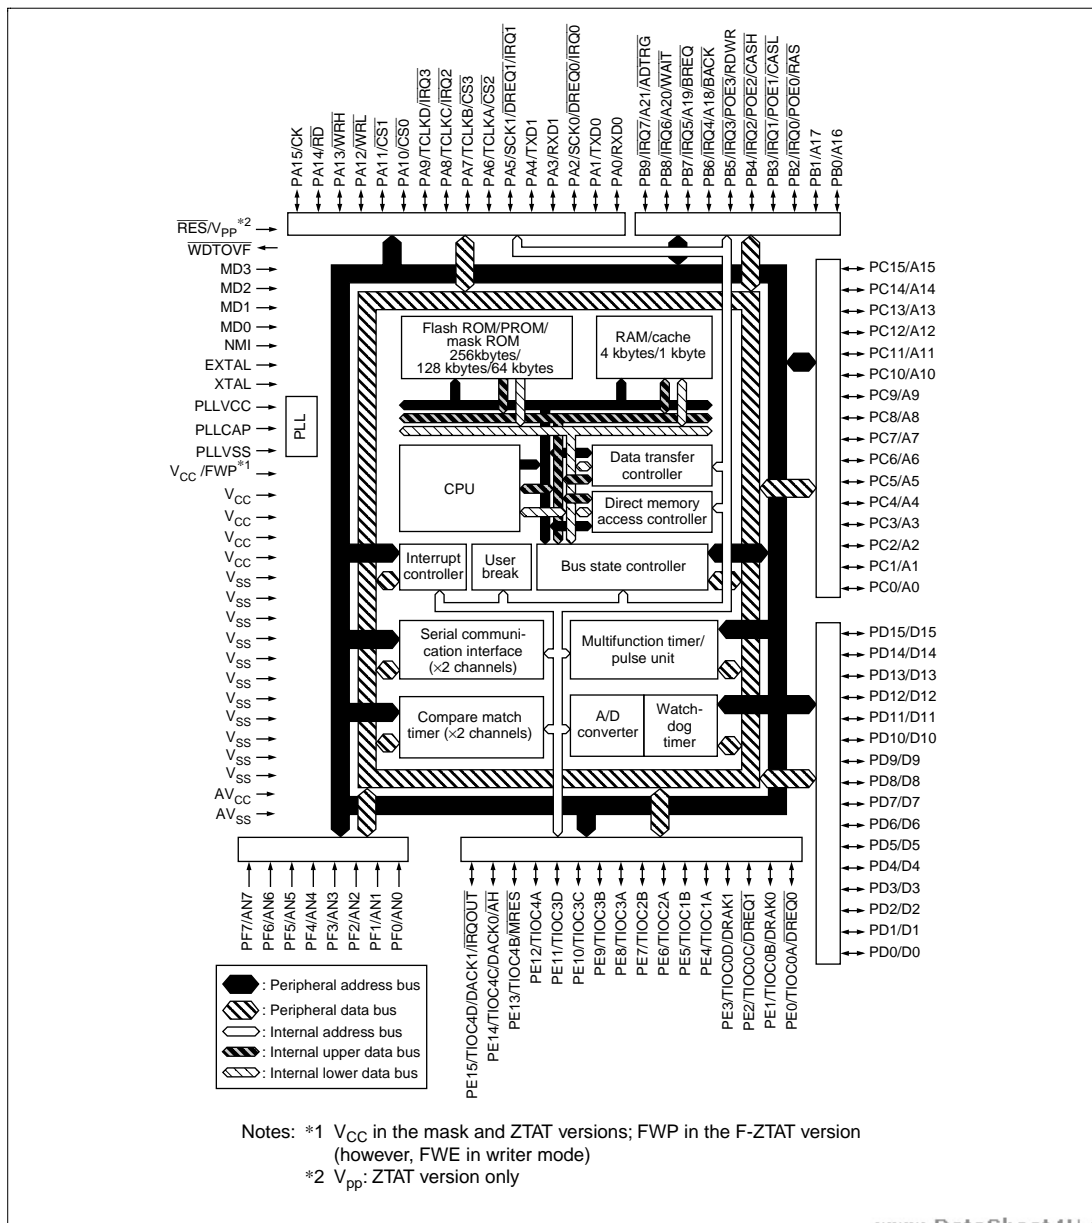 PA15/CK
PA14/RD
PA13/WRH
PA12/WRL
PA11/CS1
PA10/CS0
PA9/TCLKD/IRQ3
PA8/TCLKC/IRQ2
PA7/TCLKB/CS3
PA6/TCLKA/CS2
PA5/SCK1/DREQ1/IRQ1
PA4/TXD1
PA3/RXD1
PA2/SCK0/DREQ0/IRQ0
PA1/TXD0
PA0/RXD0
PB9/IRQ7/A21/ADTRG
PB8/IRQ6/A20/WAIT
PB7/IRQ5/A19/BREQ
PB6/IRQ4/A18/BACK
PB5/IRQ3/POE3/RDWR
PB4/IRQ2/POE2/CASH
PB3/IRQ1/POE1/CASL
PB2/IRQ0/POE0/RAS
PB1/A17
PB0/A16
RES/VPP*2
WDTOVF
MD3
MD2
MD1
MD0
NMI
EXTAL
XTAL
PLLVCC
PLLCAP
PLLVSS
VCC /FWP*1
VCC
VCC
VCC
VCC
VSS
VSS
VSS
VSS
VSS
VSS
VSS
VSS
VSS
VSS
AVCC
AVSS
PLL
Flash ROM/PROM/
mask ROM
256kbytes/
128 kbytes/64 kbytes
RAM/cache
4 kbytes/1 kbyte
CPU
Data transfer
controller
Direct memory
access controller
Interrupt
controller
User
break
Bus state controller
Serial communi-
cation interface
(×2 channels)
Multifunction timer/
pulse unit
Compare match
timer (×2 channels)
A/D
converter
Watch-
dog
timer
PC15/A15
PC14/A14
PC13/A13
PC12/A12
PC11/A11
PC10/A10
PC9/A9
PC8/A8
PC7/A7
PC6/A6
PC5/A5
PC4/A4
PC3/A3
PC2/A2
PC1/A1
PC0/A0
PD15/D15
PD14/D14
PD13/D13
PD12/D12
PD11/D11
PD10/D10
PD9/D9
PD8/D8
PD7/D7
PD6/D6
PD5/D5
PD4/D4
PD3/D3
PD2/D2
PD1/D1
PD0/D0
PF7/AN7
PF6/AN6
PF5/AN5
PF4/AN4
PF3/AN3
PF2/AN2
PF1/AN1
PF0/AN0
PE15/TIOC4D/DACK1/IRQOUT
PE14/TIOC4C/DACK0/AH
PE13/TIOC4B/MRES
PE12/TIOC4A
PE11/TIOC3D
PE10/TIOC3C
PE9/TIOC3B
PE8/TIOC3A
PE7/TIOC2B
PE6/TIOC2A
PE5/TIOC1B
PE4/TIOC1A
PE3/TIOC0D/DRAK1
PE2/TIOC0C/DREQ1
PE1/TIOC0B/DRAK0
PE0/TIOC0A/DREQ0
: Peripheral address bus
: Peripheral data bus
: Internal address bus
: Internal upper data bus
: Internal lower data bus
Notes: *1 VCC in the mask and ZTAT versions; FWP in the F-ZTAT version
(however, FWE in writer mode)
*2 Vpp: ZTAT version only